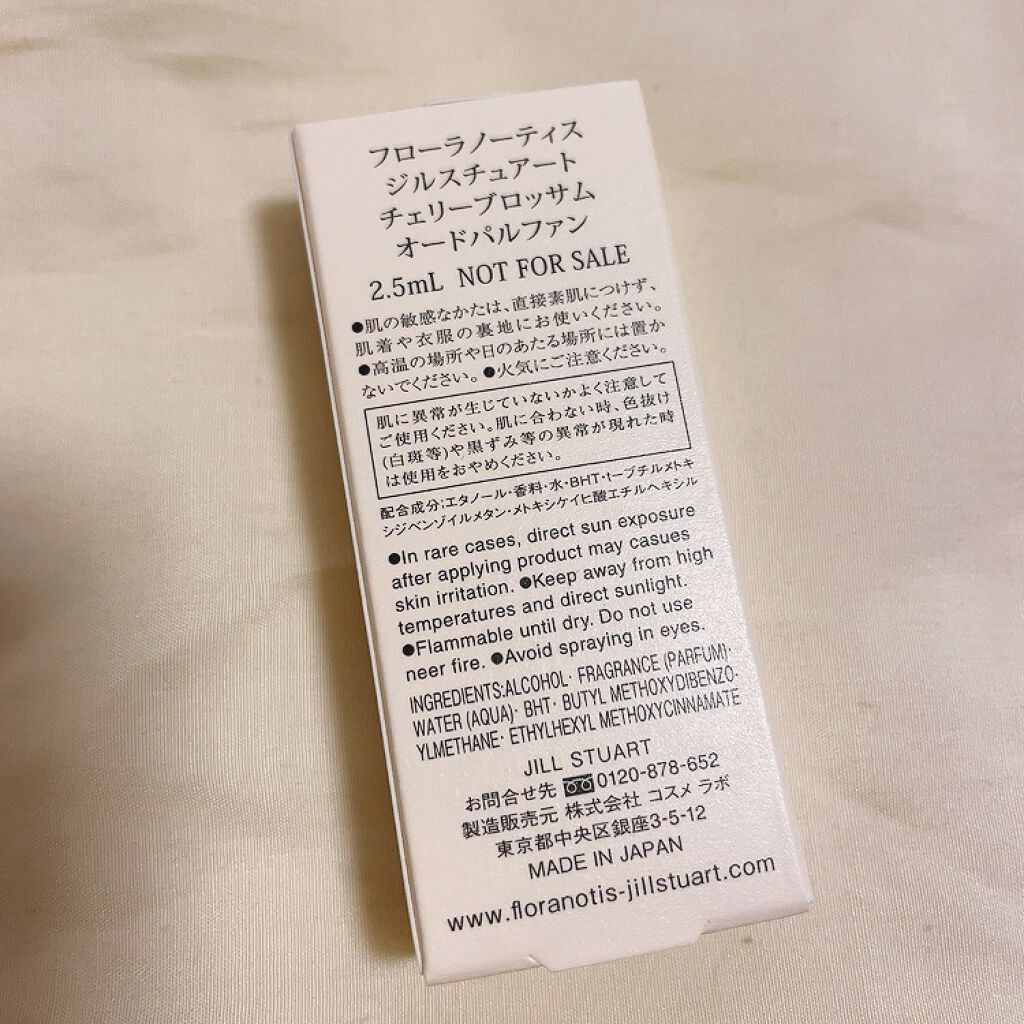 フローラノーティス
ジルスチュアート
チェリーブロッサム
オードパルファン
2.5mL NOT FOR SALE
●肌の敏感なかたは、直接素肌につけず、
肌着や衣服の裏地にお使いください。
●高温の場所や日のあたる場所には置か
ないでください。●火気にご注意ください。
肌に異常が生じていないかよく注意して
ご使用ください。肌に合わない時、色抜け
(白斑等)や黒ずみ等の異常が現れた時
は使用をおやめください。
配合成分;エタノール・香料・水・BHT・t-ブチルメトキ
シジベンゾイルメタン・メトキシケイヒ酸エチルヘキシル
●In rare cases, direct sun exposure
after applying product may casues
skin irritation. ●Keep away from high
temperatures and direct sunlight.
●Flammable until dry. Do not use
neer fire. ●Avoid spraying in eyes.
INGREDIENTS:ALCOHOL· FRAGRANCE (PARFUM)·
WATER (AQUA)· BHT· BUTYL METHOXYDIBENZO-
YLMETHANE· ETHYLHEXYL METHOXYCINNAMATE
JILL STUART
お問合せ先 0120-878-652
製造販売元 株式会社 コスメ ラボ
東京都中央区銀座3-5-12
MADE IN JAPAN
www.floranotis-jillstuart.com